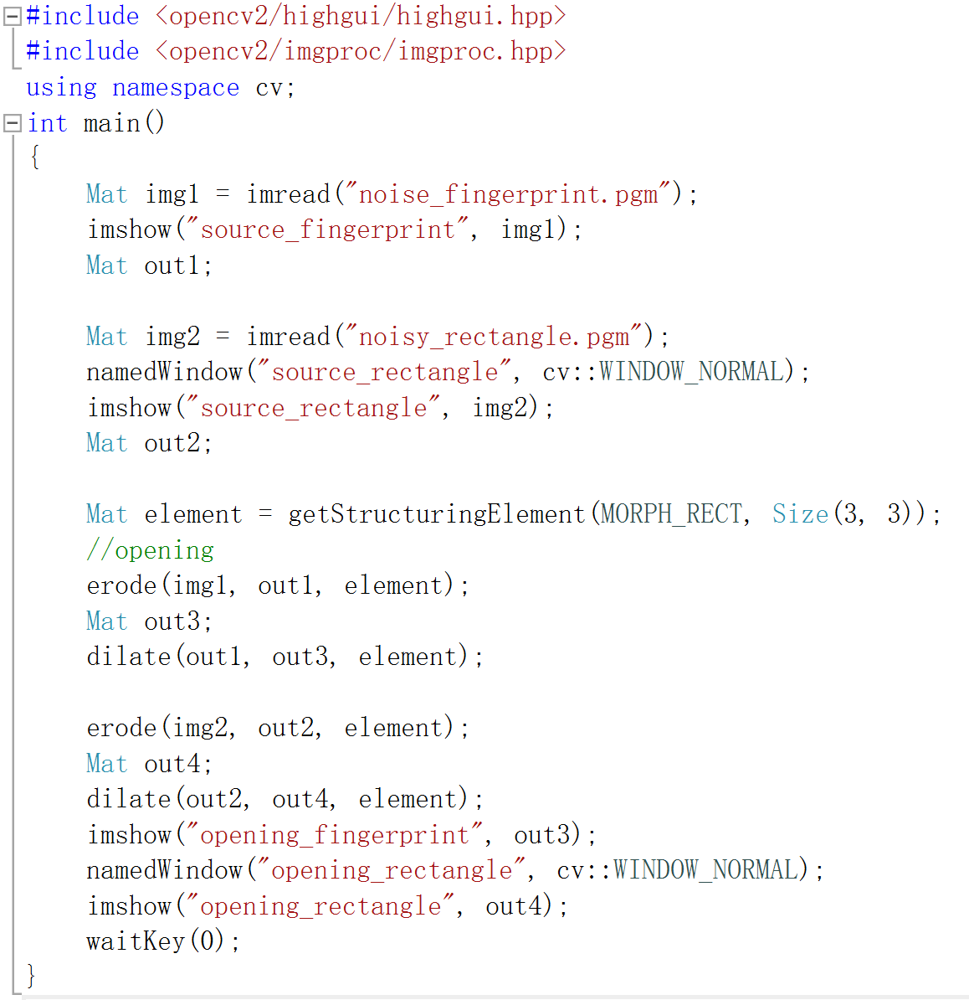 #include <opencv2/highgui/highgui.hpp>
#include <opencv2/imgproc/imgproc.hpp>
using namespace cv;
int main()
{
    Mat img1 = imread("noise_fingerprint.pgm");
    imshow("source_fingerprint", img1);
    Mat out1;

    Mat img2 = imread("noisy_rectangle.pgm");
    namedWindow("source_rectangle", cv::WINDOW_NORMAL);
    imshow("source_rectangle", img2);
    Mat out2;

    Mat element = getStructuringElement(MORPH_RECT, Size(3, 3));
    //opening
    erode(img1, out1, element);
    Mat out3;
    dilate(out1, out3, element);

    erode(img2, out2, element);
    Mat out4;
    dilate(out2, out4, element);
    imshow("opening_fingerprint", out3);
    namedWindow("opening_rectangle", cv::WINDOW_NORMAL);
    imshow("opening_rectangle", out4);
    waitKey(0);
}